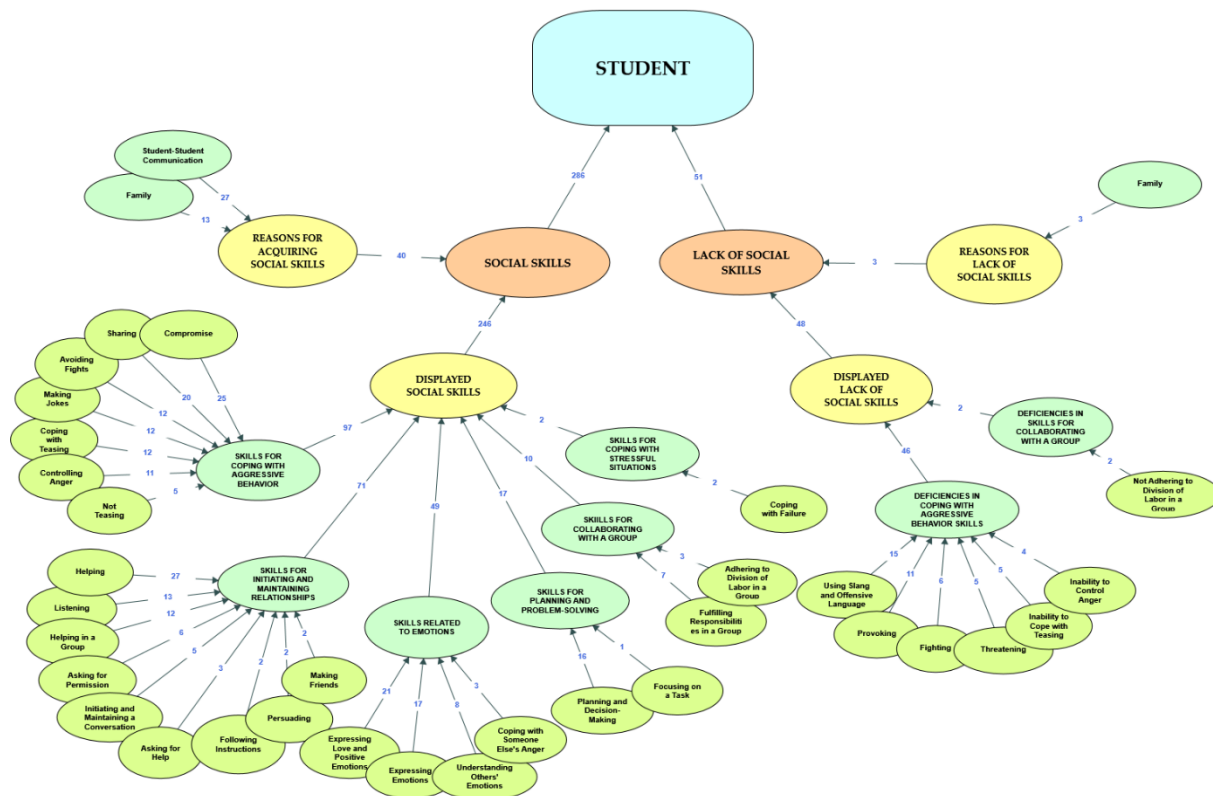 STUDENT
286
51
Student-Student
Communication
Family
27
13
REASONS FOR
ACQUIRING
SOCIAL SKILLS
40
SOCIAL SKILLS
LACK OF SOCIAL
SKILLS
3
REASONS FOR
LACK OF
SOCIAL SKILLS
3
Family
246
48
DISPLAYED
SOCIAL SKILLS
DISPLAYED
LACK OF
SOCIAL SKILLS
Sharing
Compromise
Avoiding
Fights
Making
Jokes
Coping
with
Teasing
Controlling
Anger
Not
Teasing
25
20
12
12
12
11
5
SKILLS FOR
COPING WITH
AGGRESSIVE
BEHAVIOR
97
71
49
17
10
2
SKILLS FOR
COPING WITH
STRESSFUL
SITUATIONS
2
Coping
with Failure
SKIILLS FOR
COLLABORATING
WITH A GROUP
3
7
Adhering to
Division of
Labor in a
Group
Fulfilling
Responsibiliti
es in a Group
SKILLS FOR
PLANNING AND
PROBLEM-SOLVING
16
1
Planning and
Decision-
Making
Focusing on
a Task
SKILLS RELATED
TO EMOTIONS
21
17
8
3
Expressing
Love and
Positive
Emotions
Expressing
Emotions
Understanding
Others'
Emotions
Coping with
Someone
Else's Anger
SKILLS FOR
INITIATING AND
MAINTAINING
RELATIONSHIPS
27
13
12
6
5
3
2
2
2
Helping
Listening
Helping in a
Group
Asking for
Permission
Initiating and
Maintaining a
Conversation
Asking for
Help
Following
Instructions
Persuading
Making
Friends
2
DEFICIENCIES IN
SKILLS FOR
COLLABORATING
WITH A GROUP
2
Not Adhering to
Division of
Labor in a
Group
46
DEFICIENCIES IN
COPING WITH
AGGRESSIVE
BEHAVIOR SKILLS
15
11
6
5
5
4
Using Slang
and Offensive
Language
Provoking
Fighting
Threatening
Inability to
Cope with
Teasing
Inability to
Control
Anger